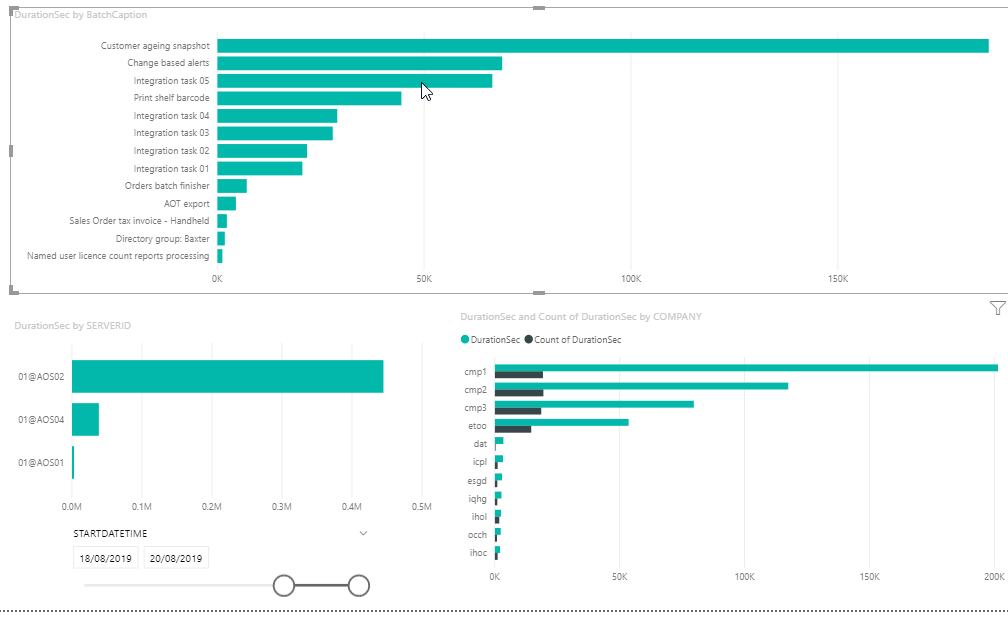 DurationSec by BatchCaption
Customer ageing snapshot
Change based alerts
Integration task 05
Print shelf barcode
Integration task 04
Integration task 03
Integration task 02
Integration task 01
Orders batch finisher
AOT export
Sales Order tax invoice - Handheld
Directory group: Baxter
Named user licence count reports processing
0K 50K 100K 150K
DurationSec by SERVERID
01@AOS02
01@AOS04
01@AOS01
0.0M 0.1M 0.2M 0.3M 0.4M 0.5M
STARTDATETIME
18/08/2019 20/08/2019
DurationSec and Count of DurationSec by COMPANY
DurationSec Count of DurationSec
cmp1
cmp2
cmp3
etoo
dat
icpl
esgd
iqhg
ihol
occh
ihoc
0K 50K 100K 150K 200K